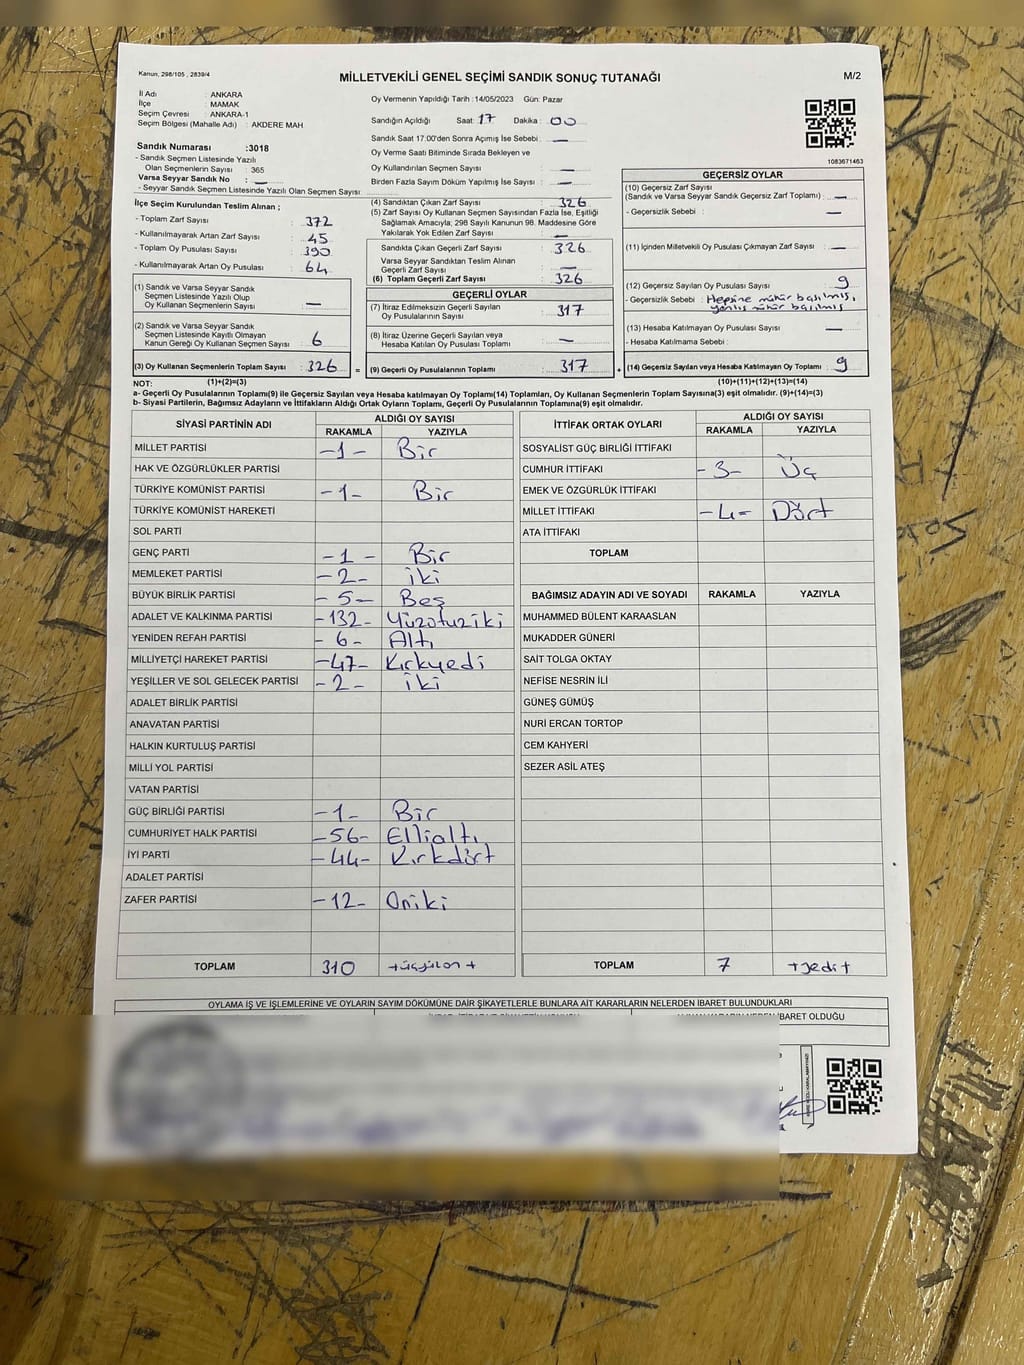 Kanun, 298/105 , 2839/4
MİLLETVEKİLİ GENEL SEÇİMİ SANDIK SONUÇ TUTANAĞI
M/2
İl Adı : ANKARA
İlçe : MAMAK
Seçim Çevresi : ANKARA-1
Seçim Bölgesi (Mahalle Adı) : AKDERE MAH
Sandık Numarası :3018
- Sandık Seçmen Listesinde Yazılı
Olan Seçmenlerin Sayısı : 365
Varsa Seyyar Sandık No : —
- Seyyar Sandık Seçmen Listesinde Yazılı Olan Seçmen Sayısı :
Oy Vermenin Yapıldığı Tarih :14/05/2023 Gün: Pazar
Sandığın Açıldığı Saat: 17 Dakika : 00
Sandık Saat 17.00'den Sonra Açımış İse Sebebi : —
Oy Verme Saati Bitiminde Sırada Bekleyen ve
Oy Kullandırılan Seçmen Sayısı : —
Birden Fazla Sayım Döküm Yapılmış İse Sayısı : —
1083671463
İlçe Seçim Kurulundan Teslim Alınan ;
- Toplam Zarf Sayısı : 372
- Kullanılmayarak Artan Zarf Sayısı : 45
- Toplam Oy Pusulası Sayısı : 390
- Kullanılmayarak Artan Oy Pusulası : 64
(1) Sandık ve Varsa Seyyar Sandık
Seçmen Listesinde Yazılı Olup
Oy Kullanan Seçmenlerin Sayısı : —
(2) Sandık ve Varsa Seyyar Sandık
Seçmen Listesinde Kayıtlı Olmayan
Kanun Gereği Oy Kullanan Seçmen Sayısı : 6
(3) Oy Kullanan Seçmenlerin Toplam Sayısı : 326 =
(4) Sandıktan Çıkan Zarf Sayısı : 326
(5) Zarf Sayısı Oy Kullanan Seçmen Sayısından Fazla İse, Eşitliği
Sağlamak Amacıyla; 298 Sayılı Kanunun 98. Maddesine Göre
Yakılarak Yok Edilen Zarf Sayısı : —
Sandıkta Çıkan Geçerli Zarf Sayısı : 326
Varsa Seyyar Sandıktan Teslim Alınan
Geçerli Zarf Sayısı : —
(6) Toplam Geçerli Zarf Sayısı : 326
GEÇERLİ OYLAR
(7) İtiraz Edilmeksizin Geçerli Sayılan
Oy Pusulalarının Sayısı : 317
(8) İtiraz Üzerine Geçerli Sayılan veya
Hesaba Katılan Oy Pusulası Toplamı : —
(9) Geçerli Oy Pusulalarının Toplamı : 317 +
GEÇERSİZ OYLAR
(10) Geçersiz Zarf Sayısı
(Sandık ve Varsa Seyyar Sandık Geçersiz Zarf Toplamı) : —
- Geçersizlik Sebebi : —
(11) İçinden Milletvekili Oy Pusulası Çıkmayan Zarf Sayısı : —
(12) Geçersiz Sayılan Oy Pusulası Sayısı : 9
- Geçersizlik Sebebi : Hepsine mühür basılmış,
yanlış mühür basılmış
(13) Hesaba Katılmayan Oy Pusulası Sayısı : —
- Hesaba Katılmama Sebebi :
(14) Geçersiz Sayılan veya Hesaba Katılmayan Oy Toplamı : 9
NOT: (1)+(2)=(3) (10)+(11)+(12)+(13)=(14)
a- Geçerli Oy Pusulalarının Toplamı(9) ile Geçersiz Sayılan veya Hesaba katılmayan Oy Toplamı(14) Toplamları, Oy Kullanan Seçmenlerin Toplam Sayısına(3) eşit olmalıdır. (9)+(14)=(3)
b- Siyasi Partilerin, Bağımsız Adayların ve İttifakların Aldığı Ortak Oyların Toplamı, Geçerli Oy Pusulalarının Toplamına(9) eşit olmalıdır.
SİYASİ PARTİNİN ADI ALDIĞI OY SAYISI
RAKAMLA YAZIYLA
MİLLET PARTİSİ -1- Bir
HAK VE ÖZGÜRLÜKLER PARTİSİ
TÜRKİYE KOMÜNİST PARTİSİ -1- Bir
TÜRKİYE KOMÜNİST HAREKETİ
SOL PARTİ
GENÇ PARTİ -1- Bir
MEMLEKET PARTİSİ -2- iki
BÜYÜK BİRLİK PARTİSİ -5- Beş
ADALET VE KALKINMA PARTİSİ -132- Yüzotuziki
YENİDEN REFAH PARTİSİ -6- Altı
MİLLİYETÇİ HAREKET PARTİSİ -47- Kırkyedi
YEŞİLLER VE SOL GELECEK PARTİSİ -2- iki
ADALET BİRLİK PARTİSİ
ANAVATAN PARTİSİ
HALKIN KURTULUŞ PARTİSİ
MİLLİ YOL PARTİSİ
VATAN PARTİSİ
GÜÇ BİRLİĞİ PARTİSİ -1- Bir
CUMHURİYET HALK PARTİSİ -56- Ellialtı
İYİ PARTİ -44- Kırkdört
ADALET PARTİSİ
ZAFER PARTİSİ -12- Oniki
TOPLAM 310 +üçyüzon+
İTTİFAK ORTAK OYLARI ALDIĞI OY SAYISI
RAKAMLA YAZIYLA
SOSYALİST GÜÇ BİRLİĞİ İTTİFAKI
CUMHUR İTTİFAKI -3- Üç
EMEK VE ÖZGÜRLÜK İTTİFAKI
MİLLET İTTİFAKI -4- Dört
ATA İTTİFAKI
TOPLAM
BAĞIMSIZ ADAYIN ADI VE SOYADI RAKAMLA YAZIYLA
MUHAMMED BÜLENT KARAASLAN
MUKADDER GÜNERİ
SAİT TOLGA OKTAY
NEFİSE NESRİN İLİ
GÜNEŞ GÜMÜŞ
NURİ ERCAN TORTOP
CEM KAHYERİ
SEZER ASİL ATEŞ
TOPLAM 7 +yedi+
OYLAMA İŞ VE İŞLEMLERİNE VE OYLARIN SAYIM DÖKÜMÜNE DAİR ŞİKAYETLERLE BUNLARA AİT KARARLARIN NELERDEN İBARET BULUNDUKLARI
İBARET OLDUĞU